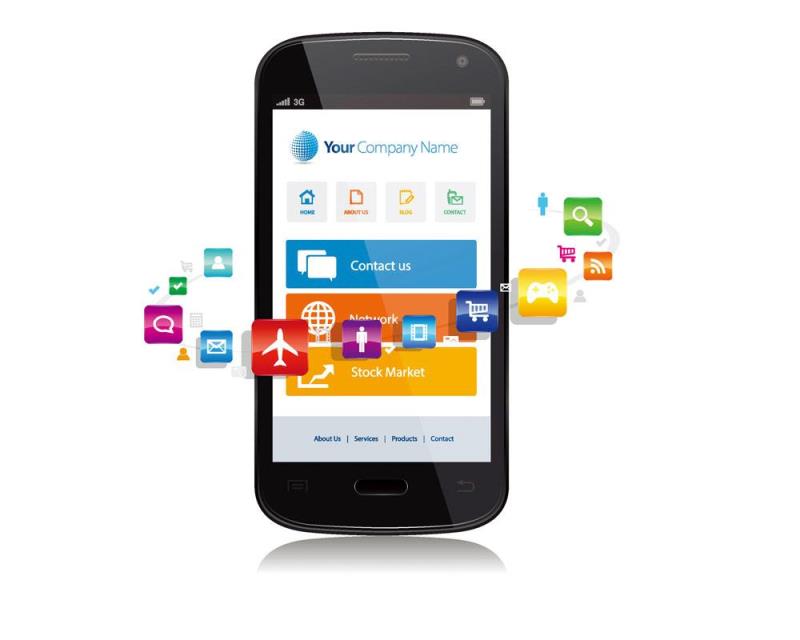 3G
Your Company Name
HOME
ABOUT US
BLOG
CONTACT
Contact us
Network
Stock Market
About Us | Services | Products | Contact